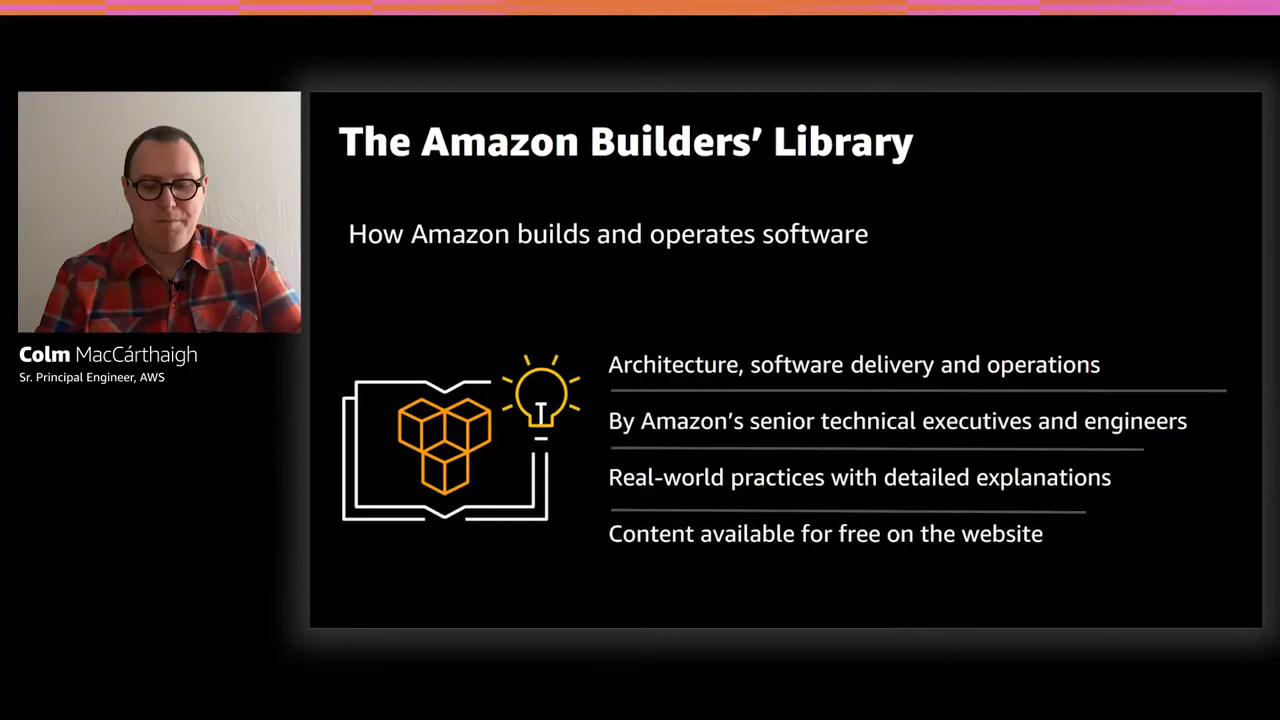 The Amazon Builders’ Library
How Amazon builds and operates software
Colm MacCárthaigh
Sr. Principal Engineer, AWS
Architecture, software delivery and operations
By Amazon’s senior technical executives and engineers
Real-world practices with detailed explanations
Content available for free on the website